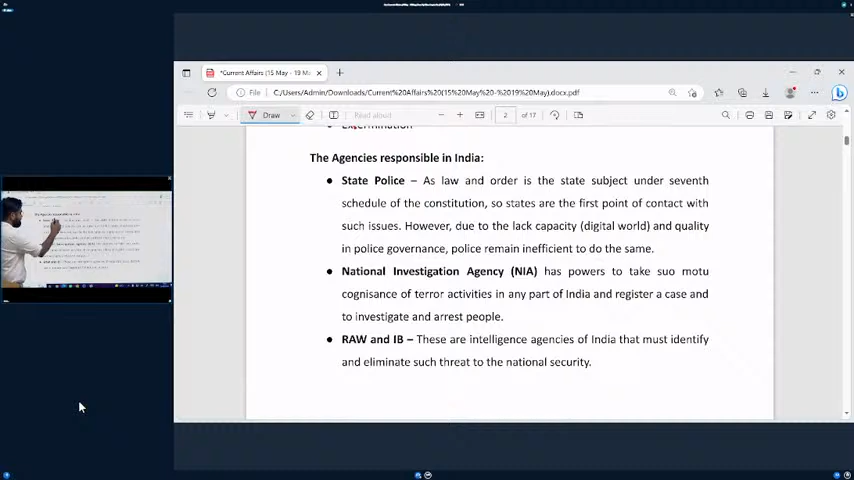 *Current Affairs (15 May - 19 M
File
C:/Users/Admin/Downloads/Current%20Affairs%20(15%20May%20-%2019%20May).docx.pdf
Draw
Read aloud
2
of 17
Extermination
The Agencies responsible in India:
● State Police – As law and order is the state subject under seventh
schedule of the constitution, so states are the first point of contact with
such issues. However, due to the lack capacity (digital world) and quality
in police governance, police remain inefficient to do the same.
● National Investigation Agency (NIA) has powers to take suo motu
cognisance of terror activities in any part of India and register a case and
to investigate and arrest people.
● RAW and IB – These are intelligence agencies of India that must identify
and eliminate such threat to the national security.